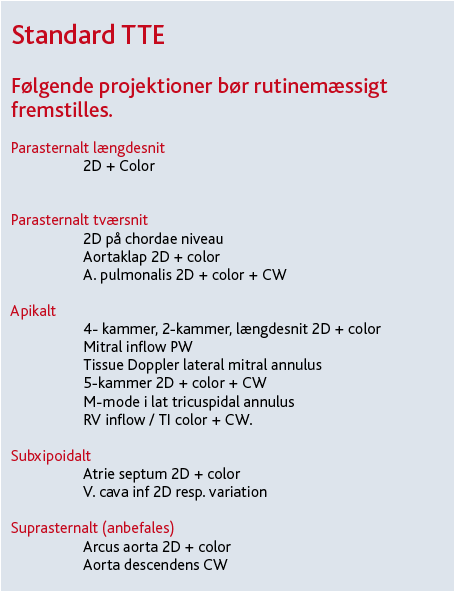 Standard TTE
Følgende projektioner bør rutinemæssigt
fremstilles.
Parasternalt længdesnit
2D + Color
Parasternalt tværsnit
2D på chordae niveau
Aortaklap 2D + color
A. pulmonalis 2D + color + CW
Apikalt
4- kammer, 2-kammer, længdesnit 2D + color
Mitral inflow PW
Tissue Doppler lateral mitral annulus
5-kammer 2D + color + CW
M-mode i lat tricuspidal annulus
RV inflow / TI color + CW.
Subxipoidalt
Atrie septum 2D + color
V. cava inf 2D resp. variation
Suprasternalt (anbefales)
Arcus aorta 2D + color
Aorta descendens CW